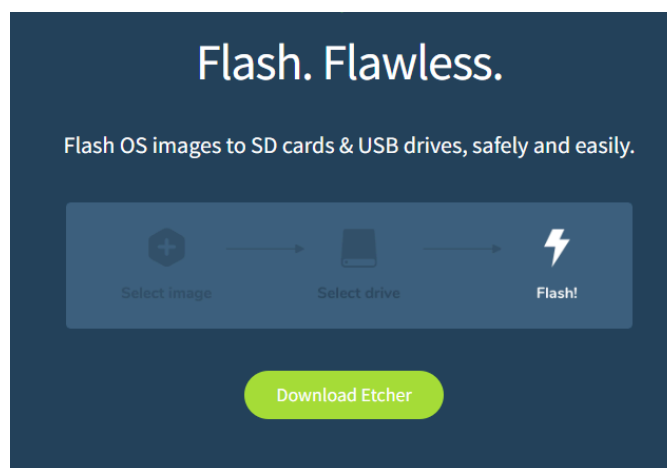 Flash. Flawless.
Flash OS images to SD cards & USB drives, safely and easily.
Select image
Select drive
Flash!
Download Etcher